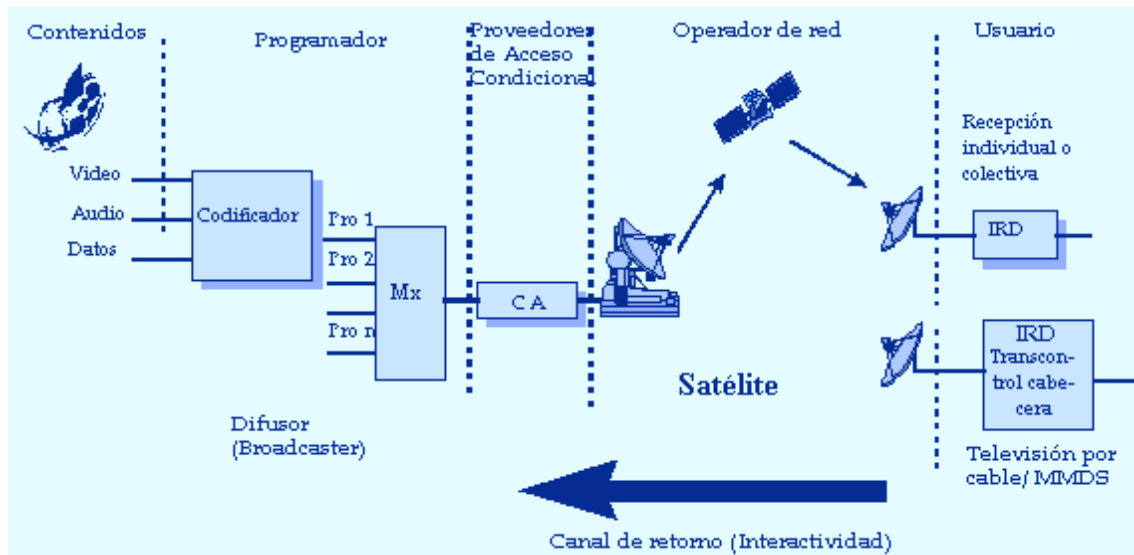 Contenidos
Programador
Proveedores
de Acceso
Condicional
Operador de red
Usuario
Video
Audio
Datos
Codificador
Pro 1
Pro 2
Pro n
Mx
C A
Satélite
Recepción
individual o
colectiva
IRD
IRD
Transcon-
trol cabe-
cera
Televisión por
cable/ MMDS
Difusor
(Broadcaster)
Canal de retorno (Interactividad)